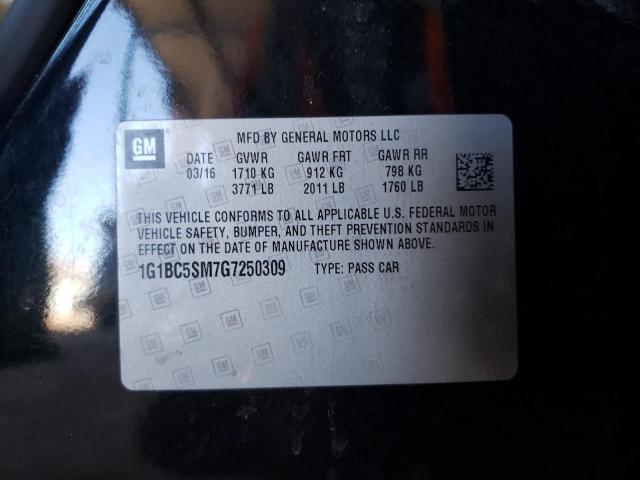 GM
MFD BY GENERAL MOTORS LLC
DATE GVWR GAWR FRT GAWR RR
03/16 1710 KG 912 KG 798 KG
3771 LB 2011 LB 1760 LB
THIS VEHICLE CONFORMS TO ALL APPLICABLE U.S. FEDERAL MOTOR
VEHICLE SAFETY, BUMPER, AND THEFT PREVENTION STANDARDS IN
EFFECT ON THE DATE OF MANUFACTURE SHOWN ABOVE.
1G1BC5SM7G7250309 TYPE: PASS CAR